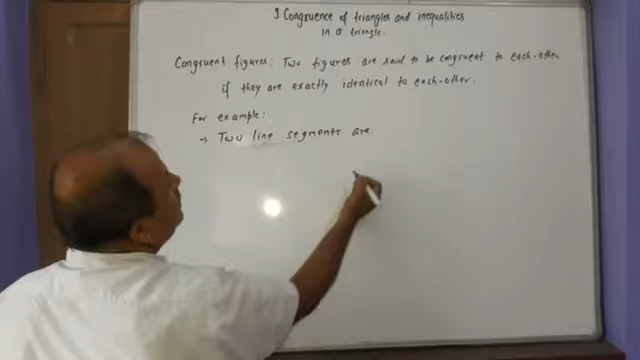 Congruence of triangles and inequalities
in a triangle.
Congruent figures: Two figures are said to be congruent to each-other
if they are exactly identical to each-other.
For example:
→ Two line segments are